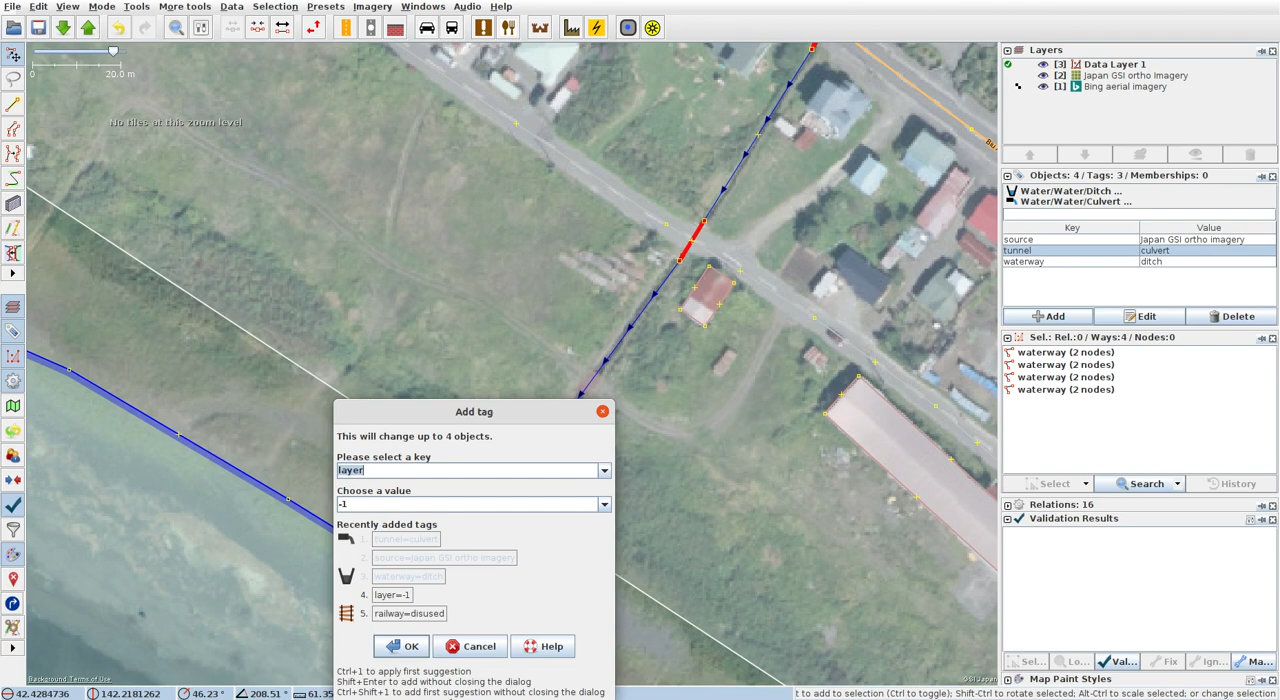 File Edit View Mode Tools More tools Data Selection Presets Imagery Windows Audio Help
0 20.0 m
No tiles at this zoom level
Layers
[3] Data Layer 1
[2] Japan GSI ortho Imagery
[1] Bing aerial imagery
Objects: 4 / Tags: 3 / Memberships: 0
Water/Water/Ditch ...
Water/Water/Culvert ...
Key Value
source Japan GSI ortho imagery
tunnel culvert
waterway ditch
Add Edit Delete
Sel.: Rel.:0 / Ways:4 / Nodes:0
waterway (2 nodes)
waterway (2 nodes)
waterway (2 nodes)
waterway (2 nodes)
Select Search History
Relations: 16
Validation Results
Sel... Lo... Val... Fix Ign... Ma...
Map Paint Styles
Add tag
This will change up to 4 objects.
Please select a key
layer
Choose a value
-1
Recently added tags
1. tunnel=culvert
2. source=Japan GSI ortho imagery
3. waterway=ditch
4. layer=-1
5. railway=disused
OK Cancel Help
Ctrl+1 to apply first suggestion
Shift+Enter to add without closing the dialog
Ctrl+Shift+1 to add first suggestion without closing the dialog
Background Terms of Use
42.4284736 142.2181262 46.23 ° 208.51 ° 61.35
t to add to selection (Ctrl to toggle); Shift-Ctrl to rotate selected; Alt-Ctrl to scale selected; or change selection